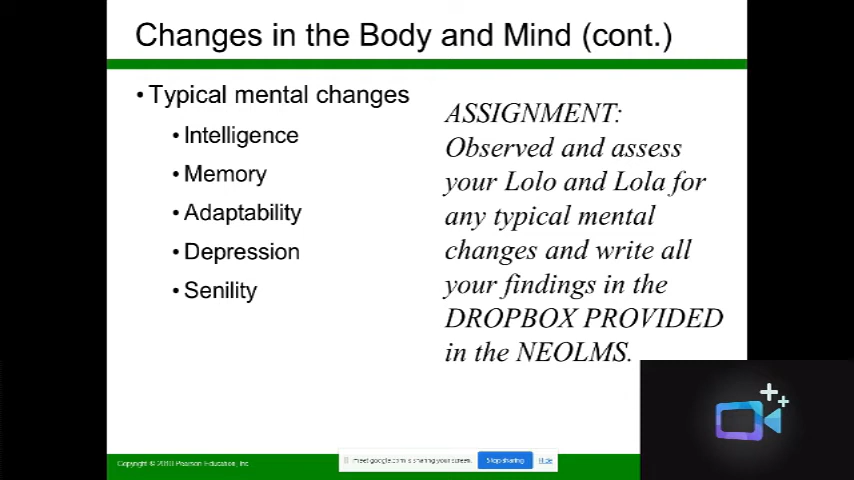 Changes in the Body and Mind (cont.)
• Typical mental changes
• Intelligence
• Memory
• Adaptability
• Depression
• Senility
ASSIGNMENT:
Observed and assess
your Lolo and Lola for
any typical mental
changes and write all
your findings in the
DROPBOX PROVIDED
in the NEOLMS.
Copyright © 2010 Pearson Education, Inc
meet.google.com is sharing your screen.
Stop sharing
Hide